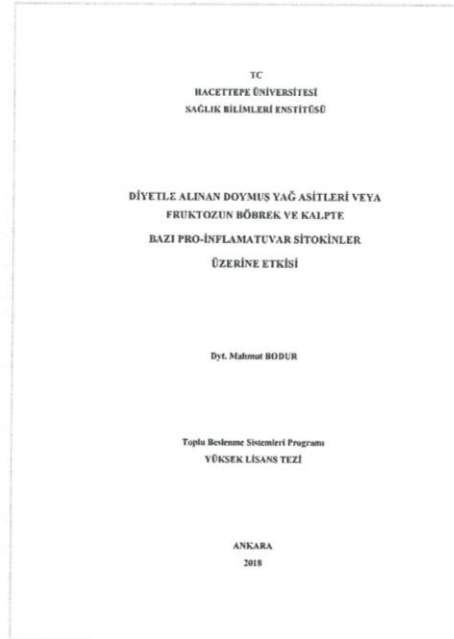 TC
HACETTEPE ÜNİVERSİTESİ
SAĞLIK BİLİMLERİ ENSTİTÜSÜ
DİYETLE ALINAN DOYMUŞ YAĞ ASİTLERİ VEYA
FRUKTOZUN BÖBREK VE KALPTE
BAZI PRO-İNFLAMATUVAR SİTOKİNLER
ÜZERİNE ETKİSİ
Dyt. Mahmut BODUR
Toplu Beslenme Sistemleri Programı
YÜKSEK LİSANS TEZİ
ANKARA
2018